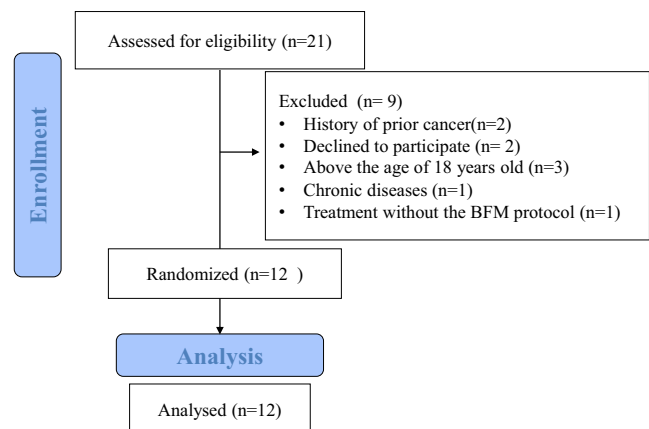 Assessed for eligibility (n=21)
Enrollment
Excluded (n= 9)
• History of prior cancer(n=2)
• Declined to participate (n= 2)
• Above the age of 18 years old (n=3)
• Chronic diseases (n=1)
• Treatment without the BFM protocol (n=1)
Randomized (n=12 )
Analysis
Analysed (n=12)